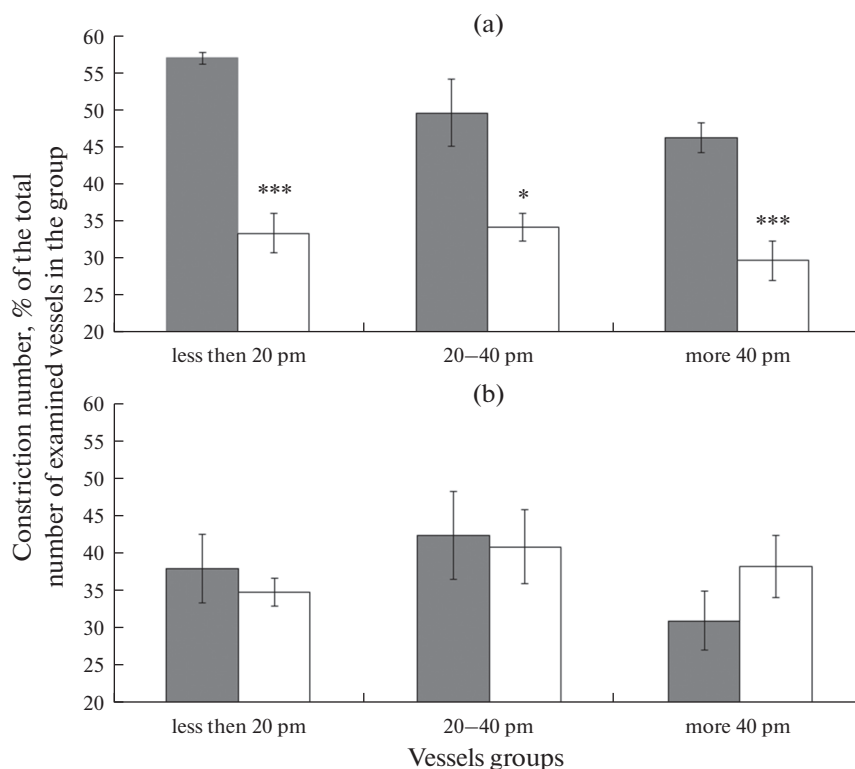 (a)
Constriction number, % of the total
number of examined vessels in the group
60
55
50
45
40
35
30
25
20
***
*
***
less then 20 pm
20–40 pm
more 40 pm
(b)
60
55
50
45
40
35
30
25
20
less then 20 pm
20–40 pm
more 40 pm
Vessels groups